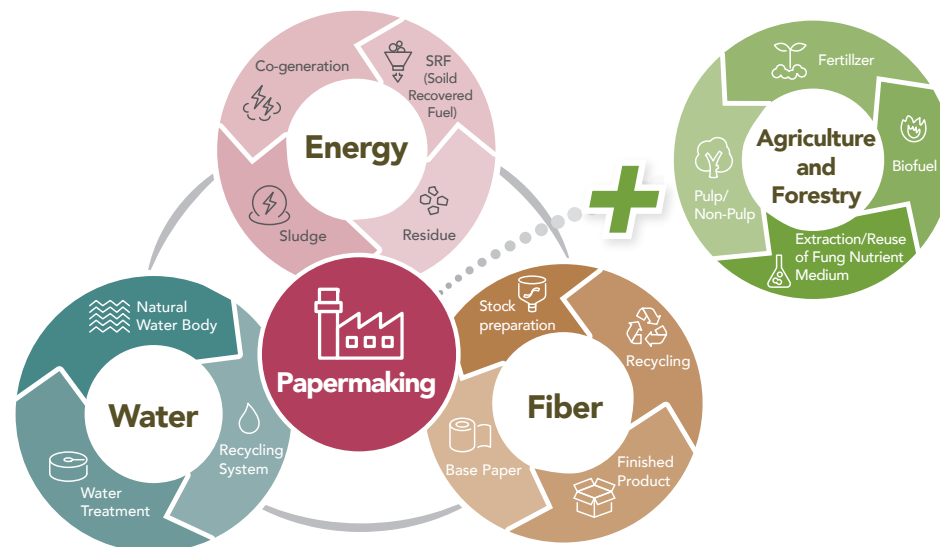 Co-generation
SRF
(Soild
Recovered
Fuel)
Energy
Sludge
Residue
Fertillzer
Agriculture
and
Forestry
Biofuel
Pulp/
Non-Pulp
Extraction/Reuse
of Fung Nutrient
Medium
Natural
Water Body
Water
Recycling
System
Water
Treatment
Papermaking
Stock
preparation
Recycling
Fiber
Base Paper
Finished
Product